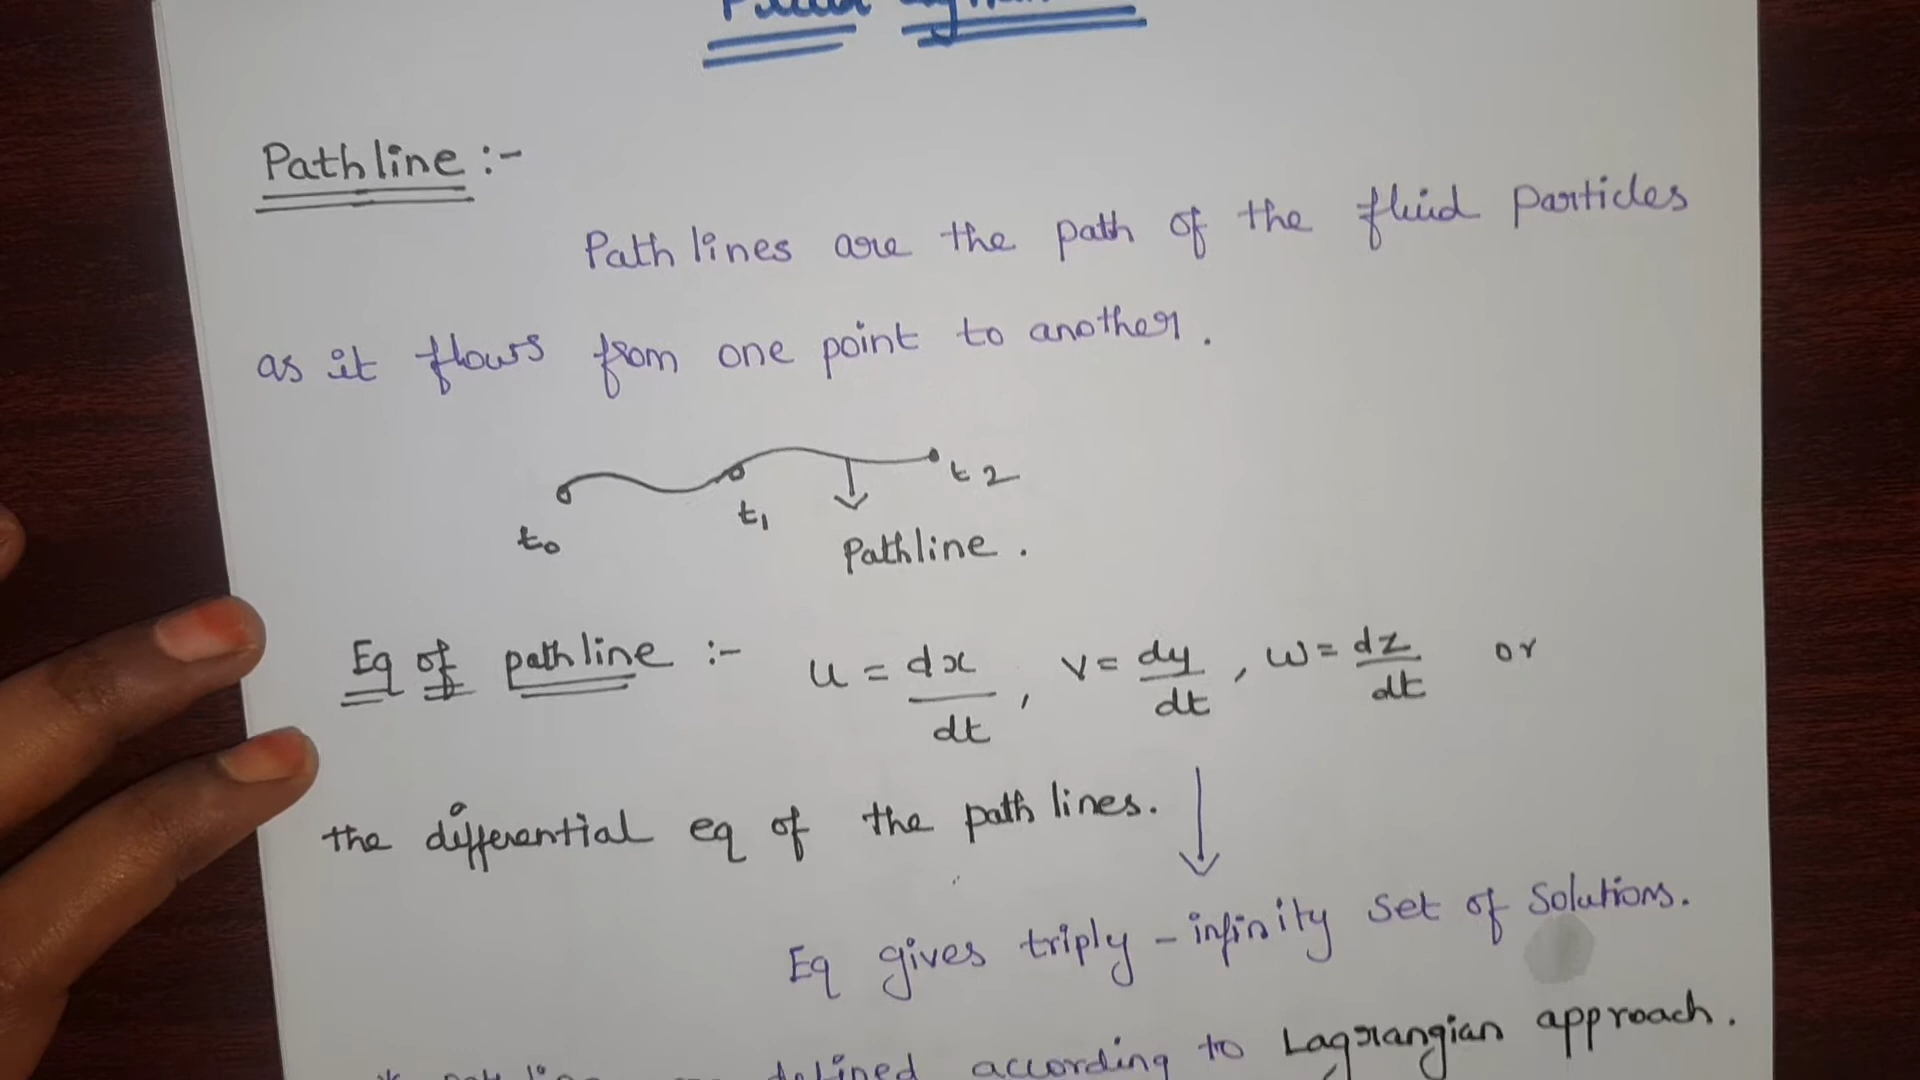 Fluid
Pathline :-
Path lines are the path of the fluid particles
as it flows from one point to another.
t0 t1 t2
Pathline.
Eq of pathline :- u = dx/dt, v = dy/dt, w = dz/dt or
the differential eq of the path lines.
Eq gives triply-infinity set of solutions.
defined according to Lagrangian approach.